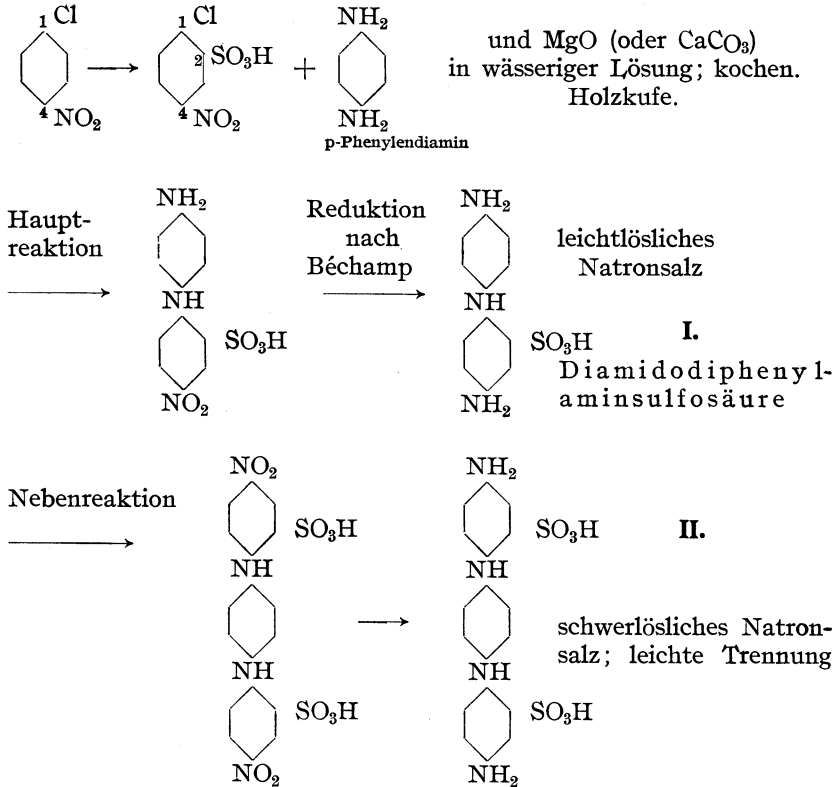 1 Cl
1 Cl
NH₂
und MgO (oder CaCO₃)
2 SO₃H
+
in wässeriger Lösung; kochen.
4 NO₂
4 NO₂
NH₂
Holzkufe.
p-Phenylendiamin
NH₂
Reduktion
NH₂
Haupt-
nach
leichtlösliches
reaktion
Béchamp
Natronsalz
NH
NH
SO₃H
SO₃H
I.
NO₂
NH₂
Diamidodiphenyl-
aminsulfosäure
NO₂
NH₂
Nebenreaktion
SO₃H
SO₃H
II.
NH
NH
schwerlösliches Natron-
NH
NH
salz; leichte Trennung
SO₃H
SO₃H
NO₂
NH₂